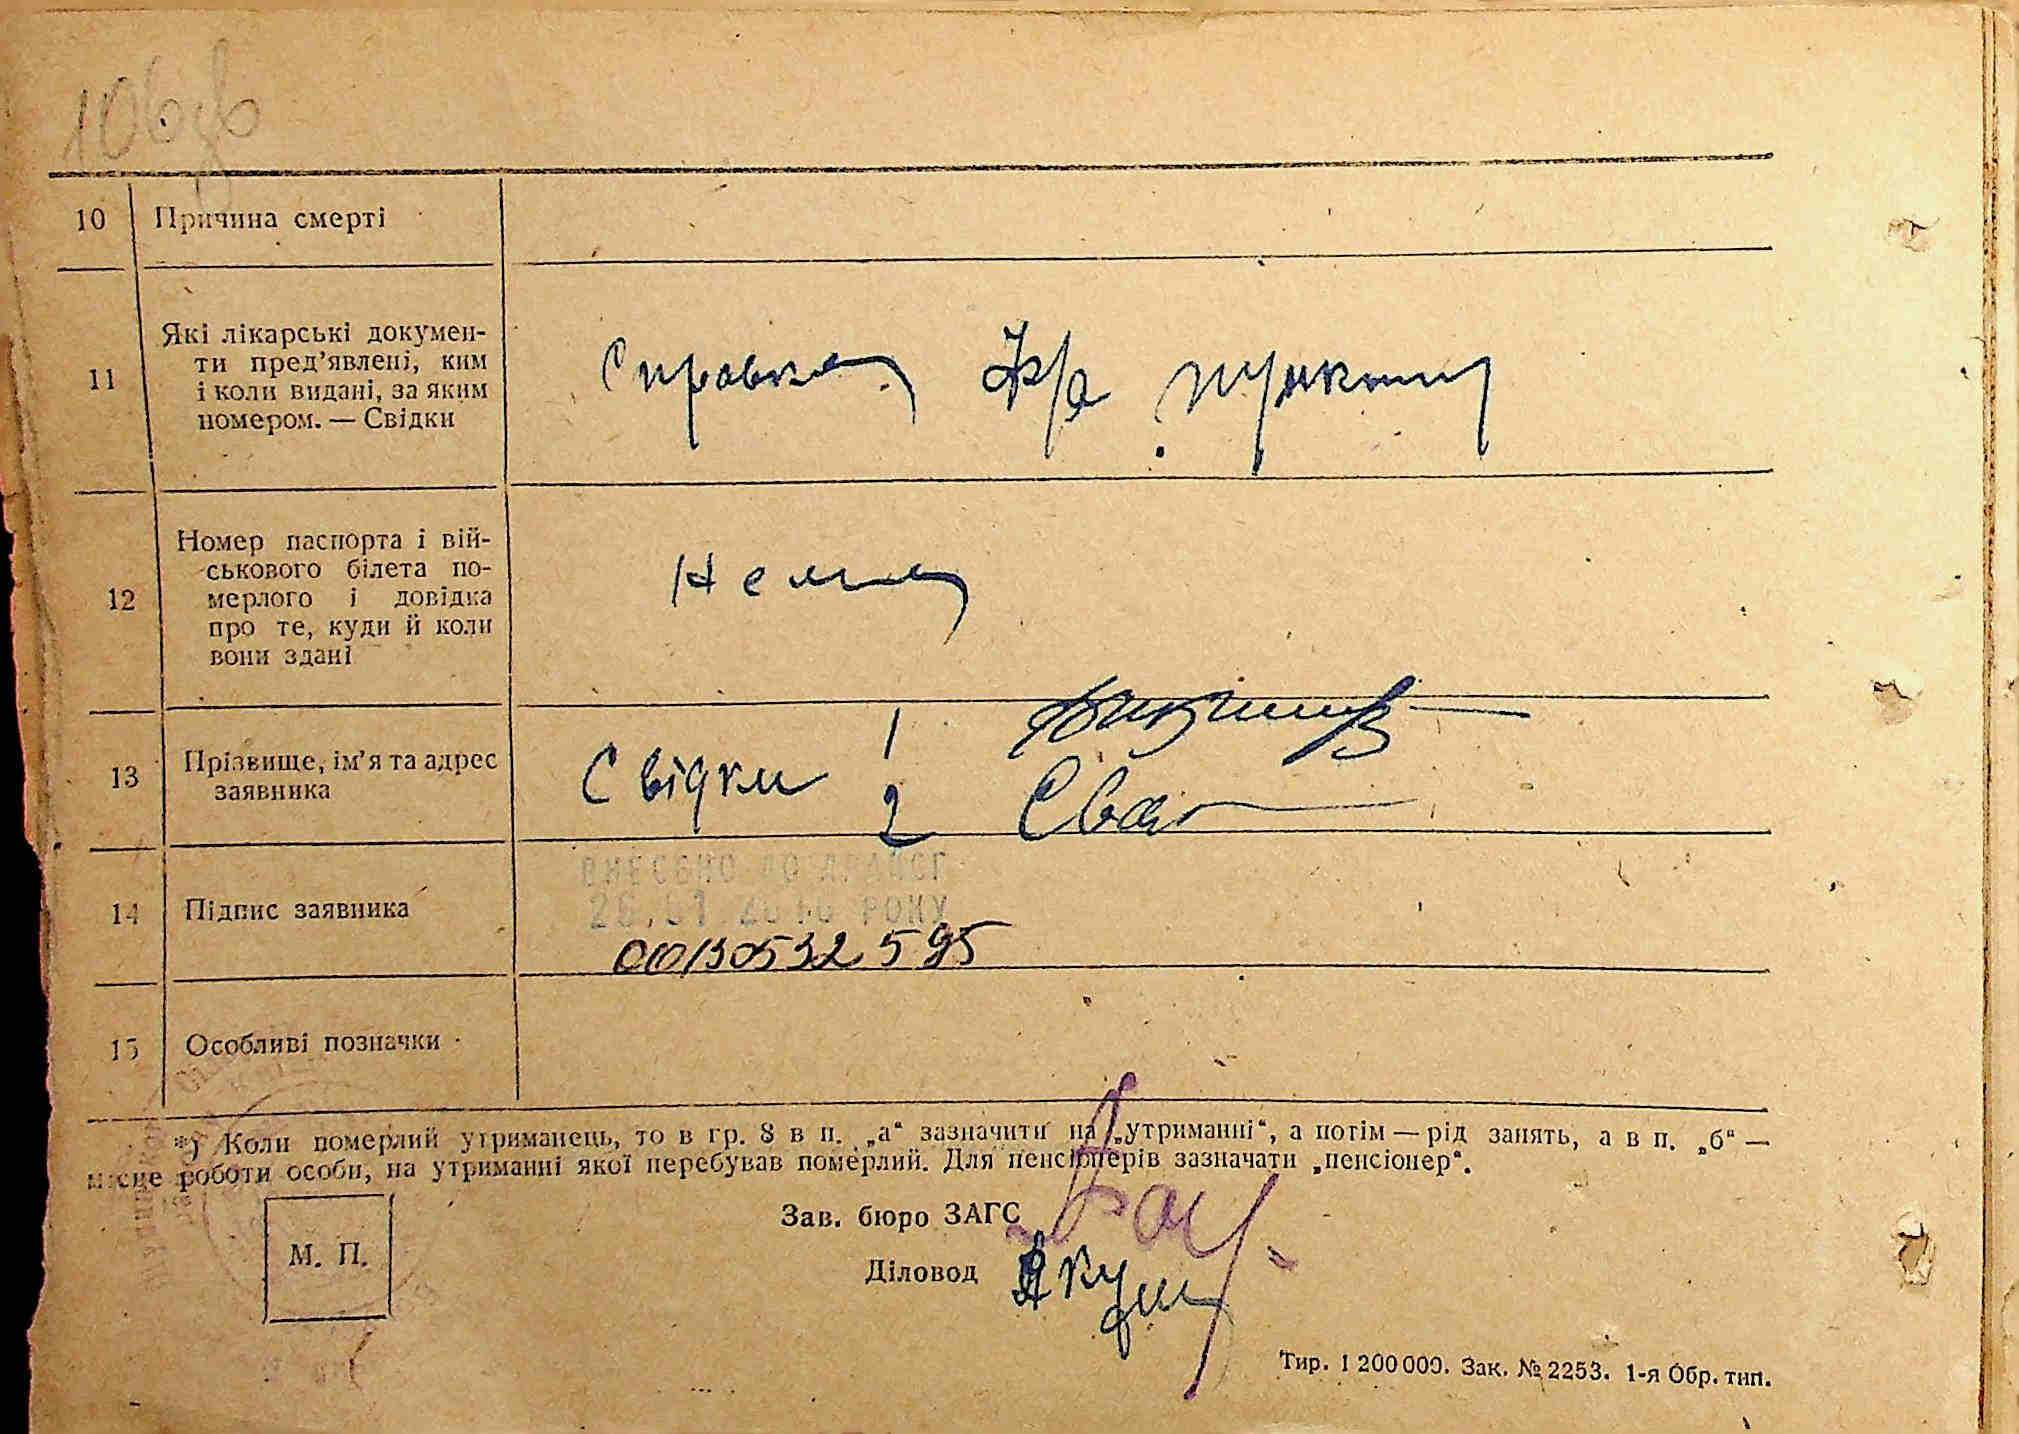 106зв
10 Причина смерті
11 Які лікарські докумен-
ти пред’явлені, ким
і коли видані, за яким
номером. — Свідки
Справка ф/а пункту
12 Номер паспорта і вій-
ськового білета по-
мерлого і довідка
про те, куди й коли
вони здані
Нема
13 Прізвище, ім’я та адрес
заявника
Свідки 1
2
14 Підпис заявника
ВНЕСЕНО ДО ДРАЦСГ
РОКУ
00130532595
15 Особливі позначки
*) Коли померлий утриманець, то в гр. 8 в п. „а“ зазначити на „утриманні“, а потім — рід занять, а в п. „б“ —
місце роботи особи, на утриманні якої перебував померлий. Для пенсіонерів зазначати „пенсіонер“.
Зав. бюро ЗАГС
М. П.
Діловод
Тир. 1 200 000. Зак. № 2253. 1-я Обр. тип.